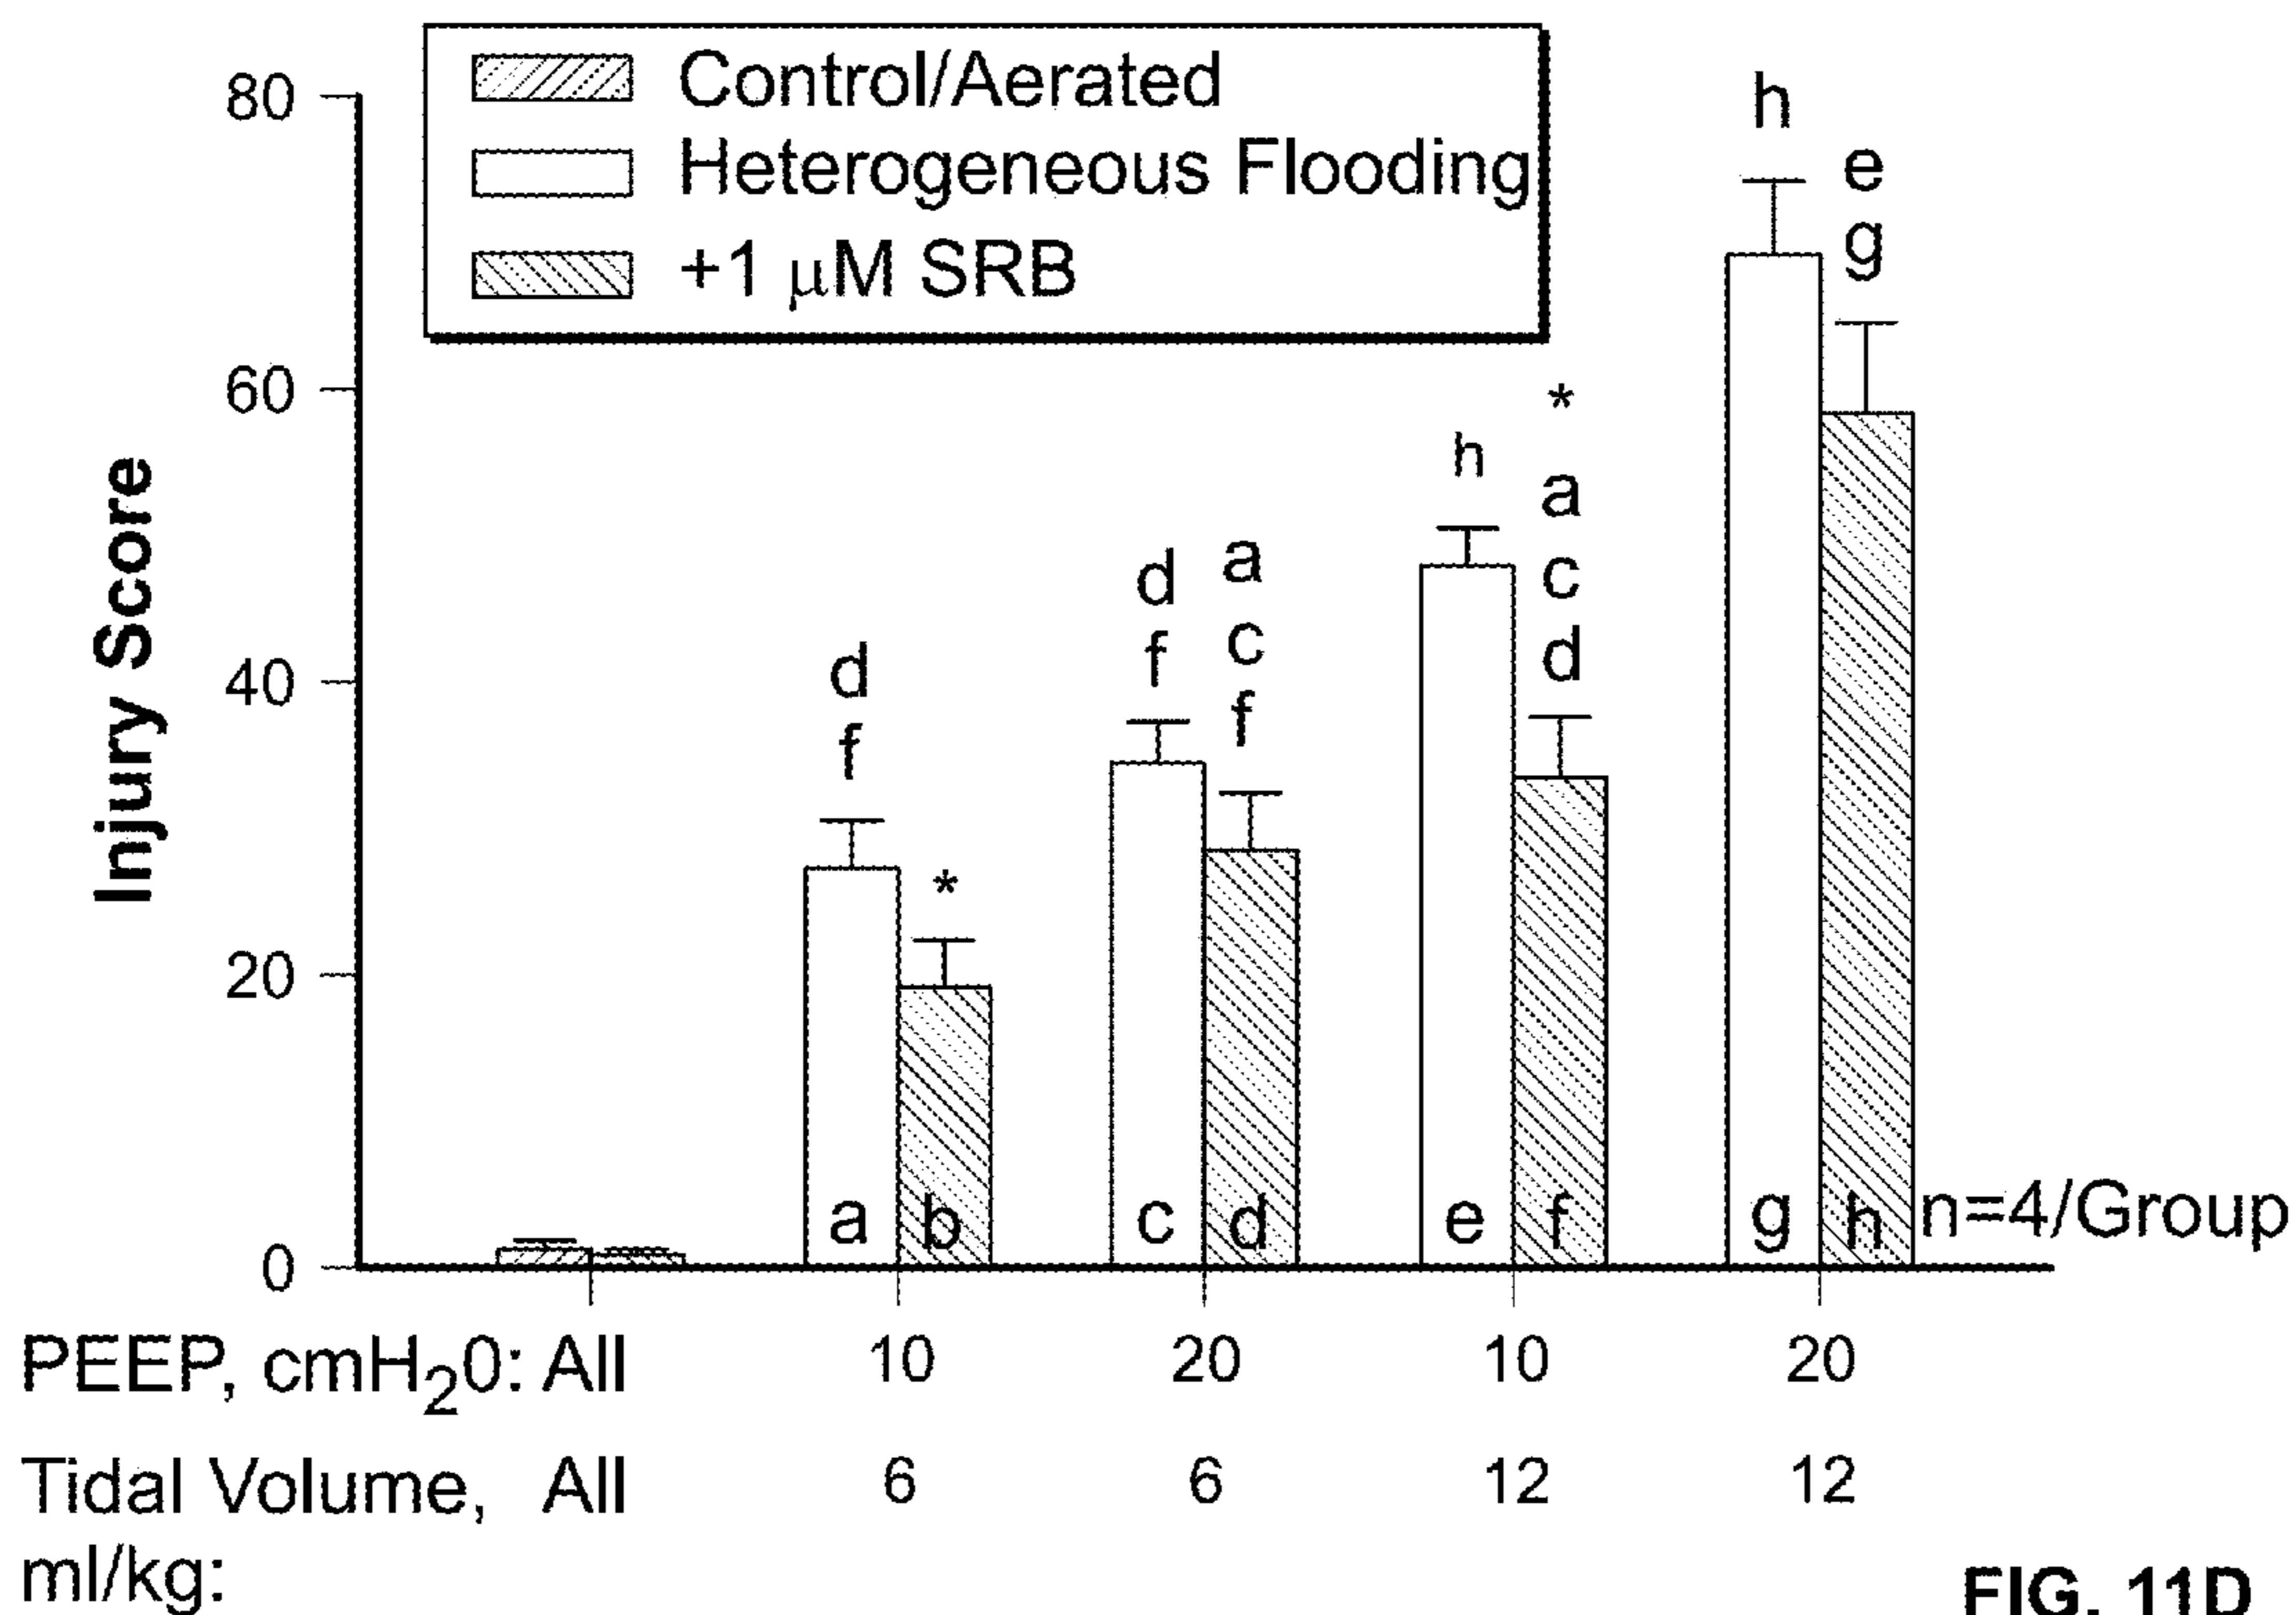 Control/Aerated
Heterogeneous Flooding
+1 μM SRB
80
60
40
20
0
Injury Score
d
f
*
d
f
a
c
f
h
*
a
c
d
h
e
g
a b c d e f g h n=4/Group
PEEP, cmH₂0: All 10 20 10 20
Tidal Volume, All 6 6 12 12
ml/kg:
FIG. 11D